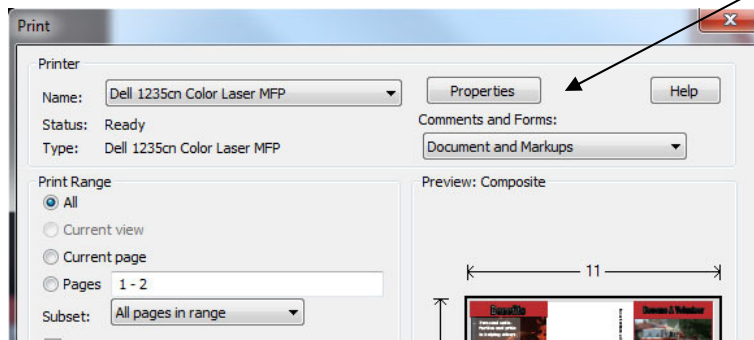 Print
Printer
Name: Dell 1235cn Color Laser MFP Properties Help
Status: Ready Comments and Forms:
Type: Dell 1235cn Color Laser MFP Document and Markups
Print Range Preview: Composite
All
Current view
Current page 11
Pages 1 - 2
Subset: All pages in range
Benefits